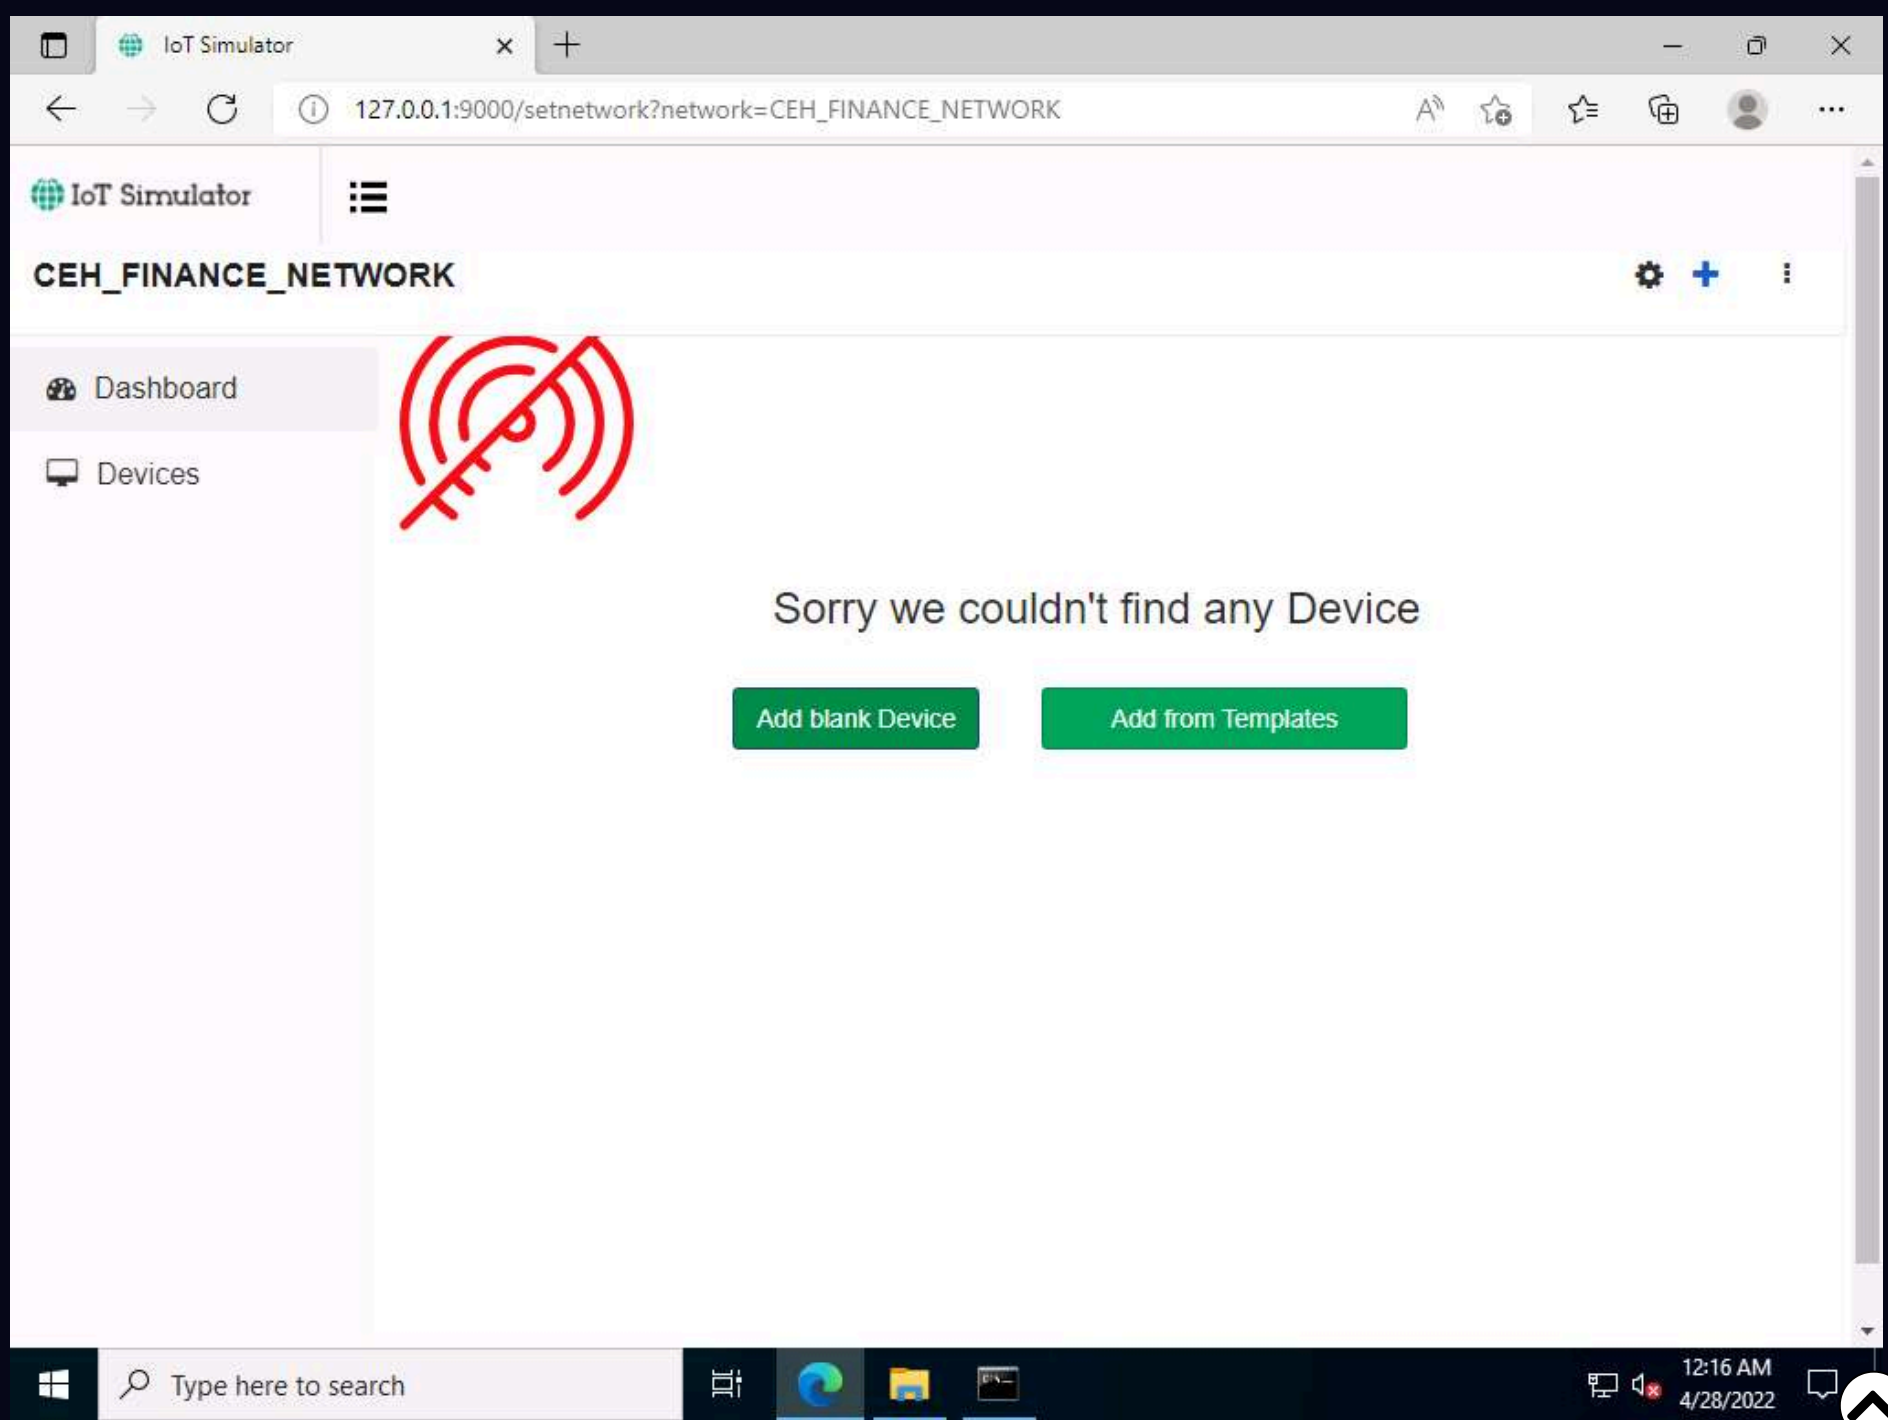 IoT Simulator
127.0.0.1:9000/setnetwork?network=CEH_FINANCE_NETWORK
IoT Simulator
CEH_FINANCE_NETWORK
Dashboard
Devices
Sorry we couldn't find any Device
Add blank Device
Add from Templates
Type here to search
12:16 AM
4/28/2022